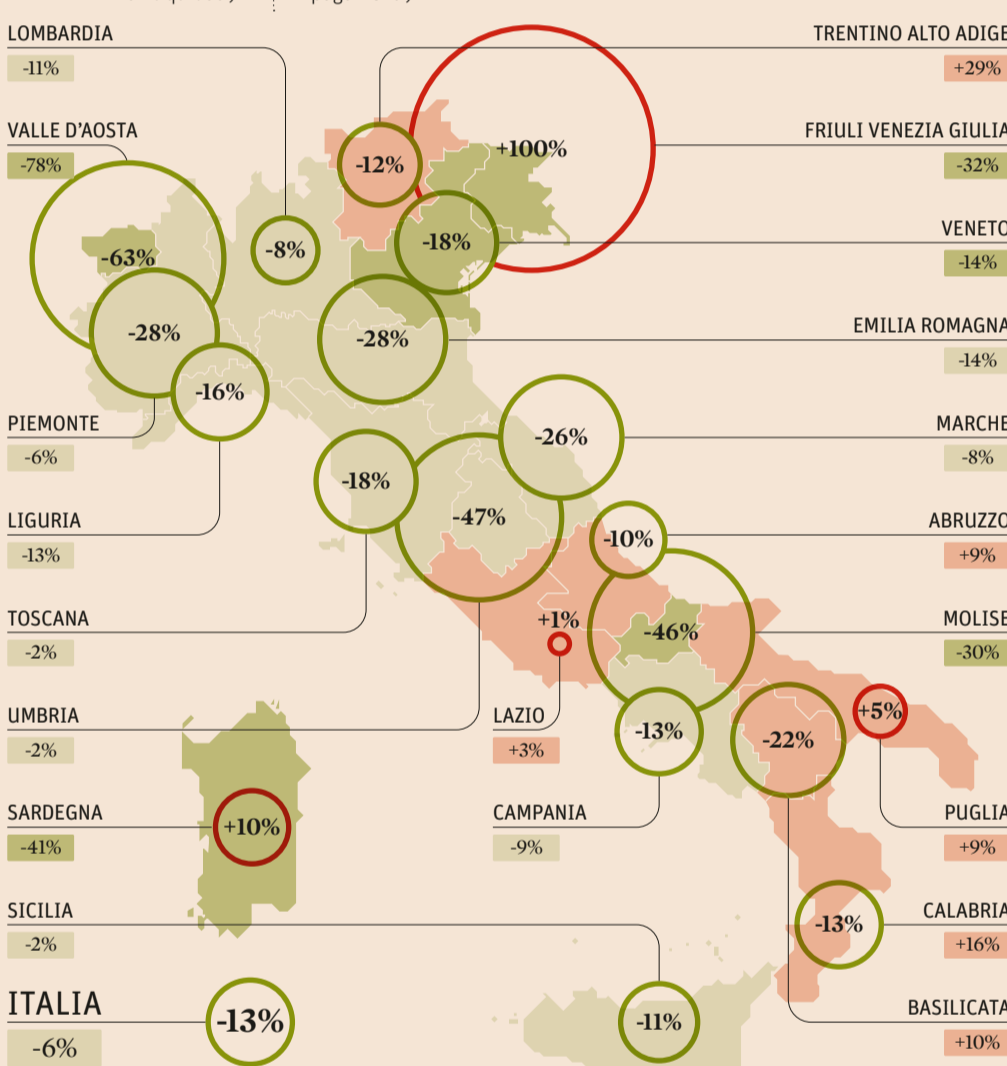 LOMBARDIA
-11%
TRENTINO ALTO ADIGE
+29%
VALLE D'AOSTA
-78%
FRIULI VENEZIA GIULIA
-32%
-12%
+100%
VENETO
-14%
-63%
-8%
-18%
EMILIA ROMAGNA
-14%
-28%
-28%
-16%
PIEMONTE
-6%
MARCHE
-8%
-26%
-18%
-47%
LIGURIA
-13%
ABRUZZO
+9%
-10%
TOSCANA
-2%
MOLISE
-30%
+1%
-46%
UMBRIA
-2%
LAZIO
+3%
-13%
-22%
+5%
SARDEGNA
-41%
+10%
CAMPANIA
-9%
PUGLIA
+9%
SICILIA
-2%
-13%
CALABRIA
+16%
ITALIA
-6%
-13%
-11%
BASILICATA
+10%